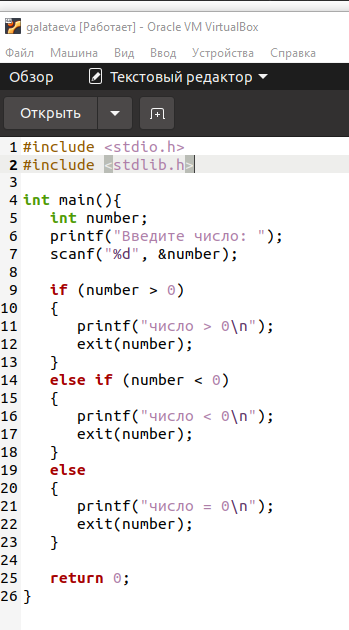 galataeva [Работает] - Oracle VM VirtualBox
Файл Машина Вид Ввод Устройства Справка
Обзор Текстовый редактор
Открыть
1 #include <stdio.h>
2 #include <stdlib.h>
3
4 int main(){
5    int number;
6    printf("Введите число: ");
7    scanf("%d", &number);
8
9    if (number > 0)
10    {
11       printf("число > 0\n");
12       exit(number);
13    }
14    else if (number < 0)
15    {
16       printf("число < 0\n");
17       exit(number);
18    }
19    else
20    {
21       printf("число = 0\n");
22       exit(number);
23    }
24
25    return 0;
26 }